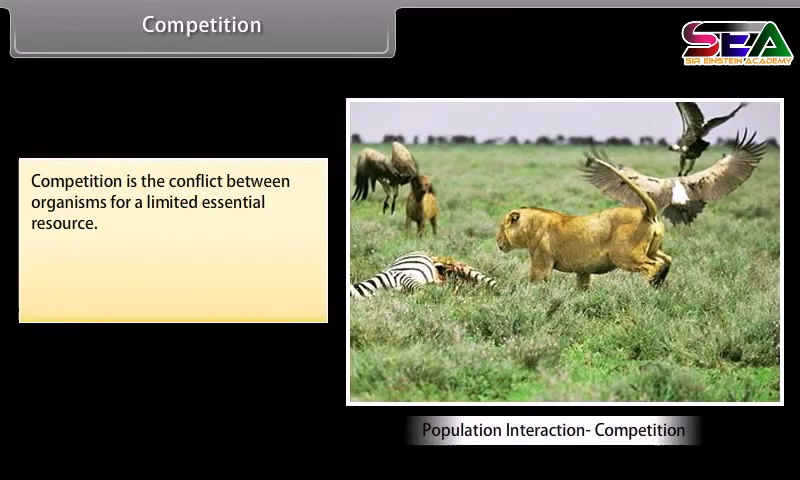 Competition
SEA
SIR EINSTEIN ACADEMY
Competition is the conflict between
organisms for a limited essential
resource.
Population Interaction- Competition